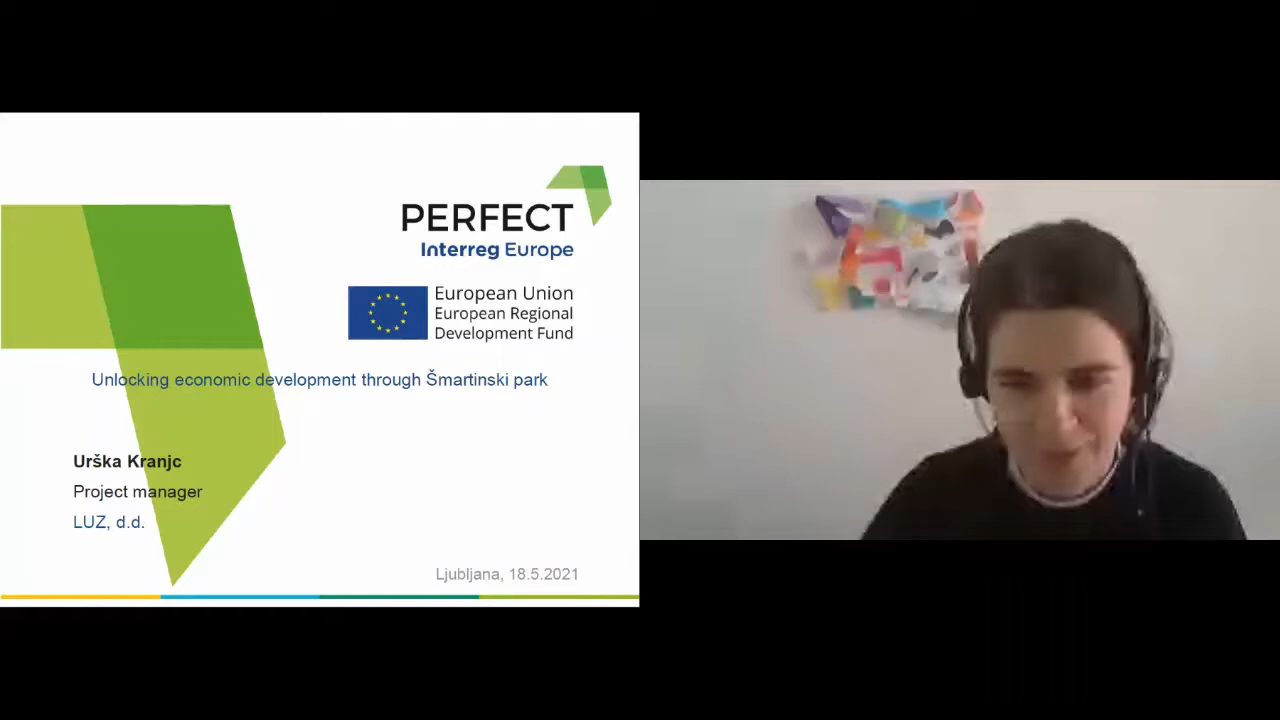 PERFECT
Interreg Europe
European Union
European Regional
Development Fund
Unlocking economic development through Šmartinski park
Urška Kranjc
Project manager
LUZ, d.d.
Ljubljana, 18.5.2021